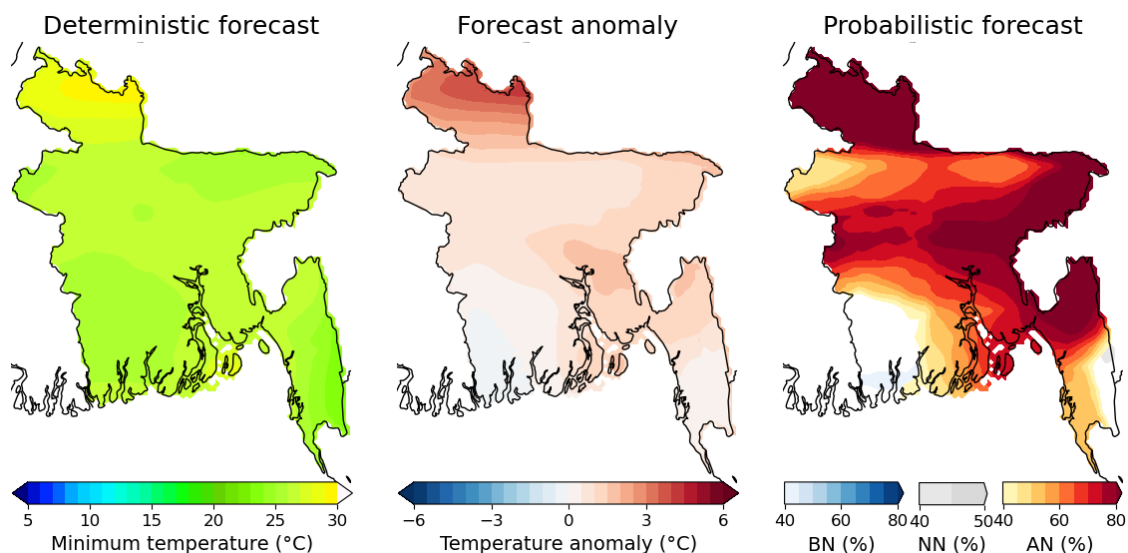 Deterministic forecast
Forecast anomaly
Probabilistic forecast
5 10 15 20 25 30
Minimum temperature (°C)
−6 −3 0 3 6
Temperature anomaly (°C)
40 60 80
BN (%)
40 50
NN (%)
40 60 80
AN (%)